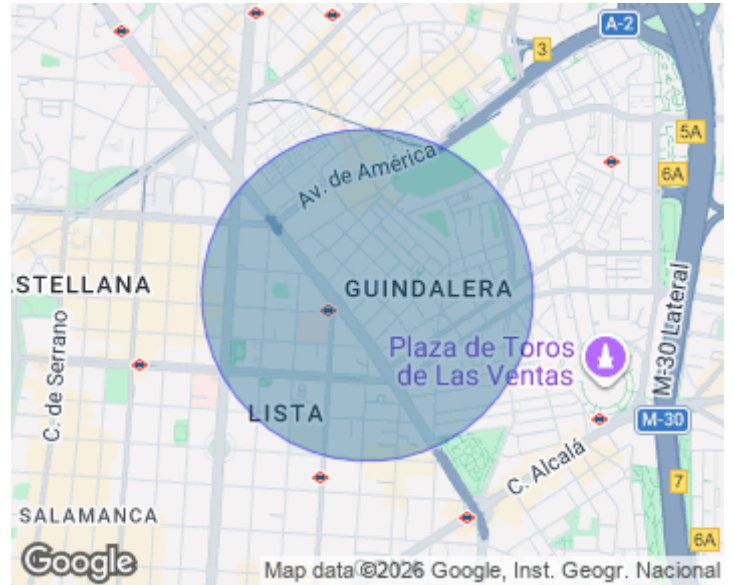 A-2
3
5A
6A
Av. de América
STELLANA
GUINDALERA
C. de Serrano
M-30 Lateral
Plaza de Toros
de Las Ventas
LISTA
M-30
C. Alcalá
7
SALAMANCA
6A
Google
Map data ©2026 Google, Inst. Geogr. Nacional